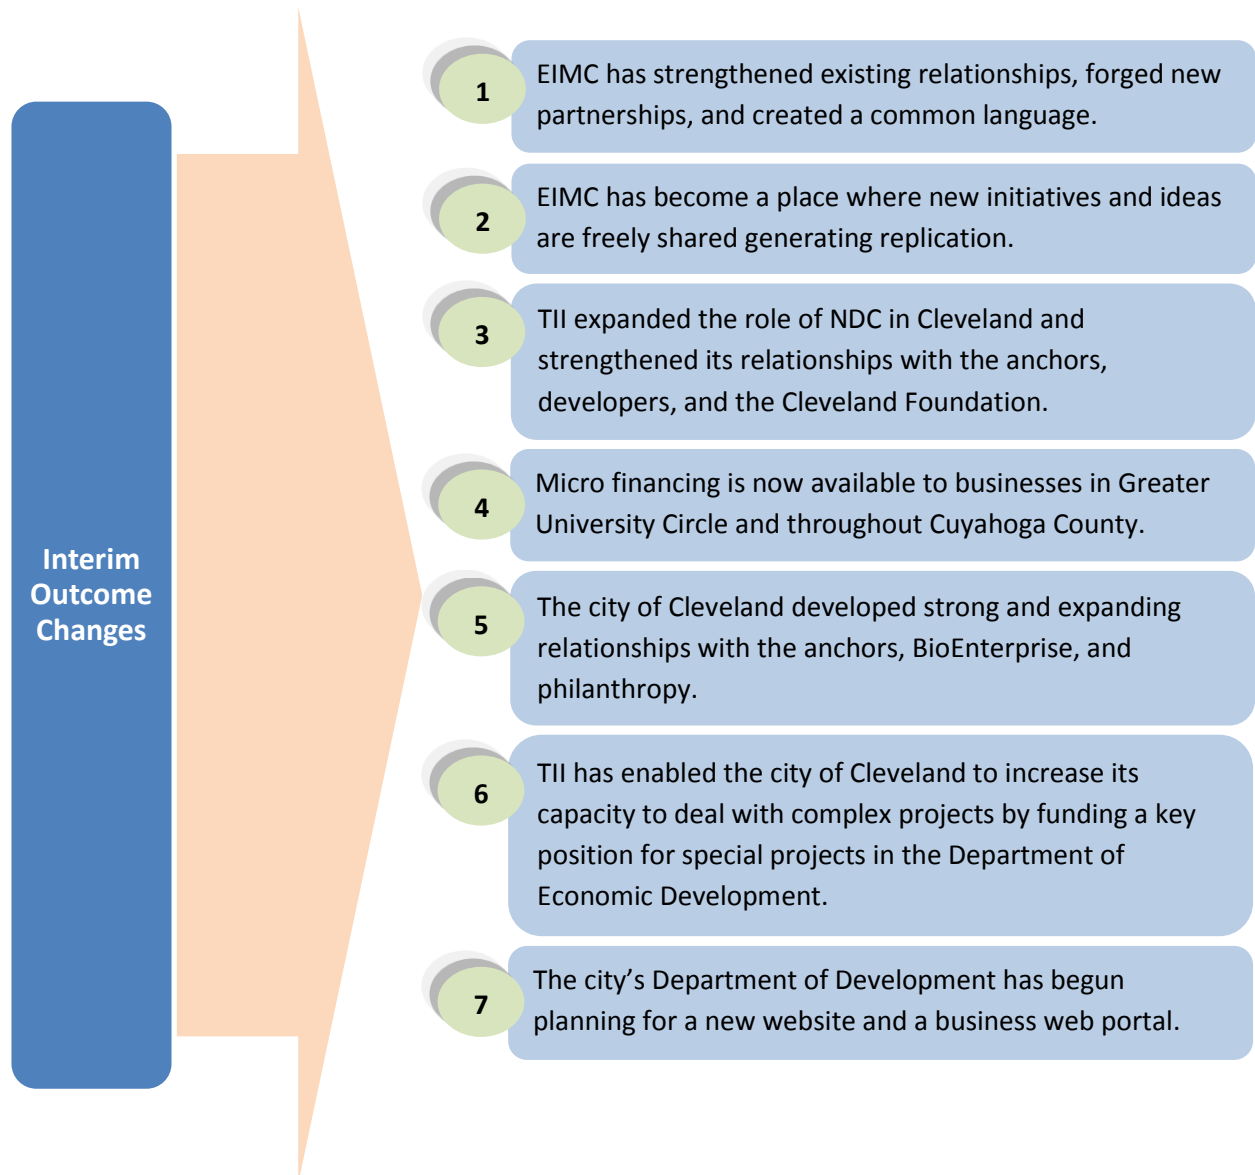 Interim
Outcome
Changes
1
EIMC has strengthened existing relationships, forged new
partnerships, and created a common language.
2
EIMC has become a place where new initiatives and ideas
are freely shared generating replication.
3
TII expanded the role of NDC in Cleveland and
strengthened its relationships with the anchors,
developers, and the Cleveland Foundation.
4
Micro financing is now available to businesses in Greater
University Circle and throughout Cuyahoga County.
5
The city of Cleveland developed strong and expanding
relationships with the anchors, BioEnterprise, and
philanthropy.
6
TII has enabled the city of Cleveland to increase its
capacity to deal with complex projects by funding a key
position for special projects in the Department of
Economic Development.
7
The city’s Department of Development has begun
planning for a new website and a business web portal.